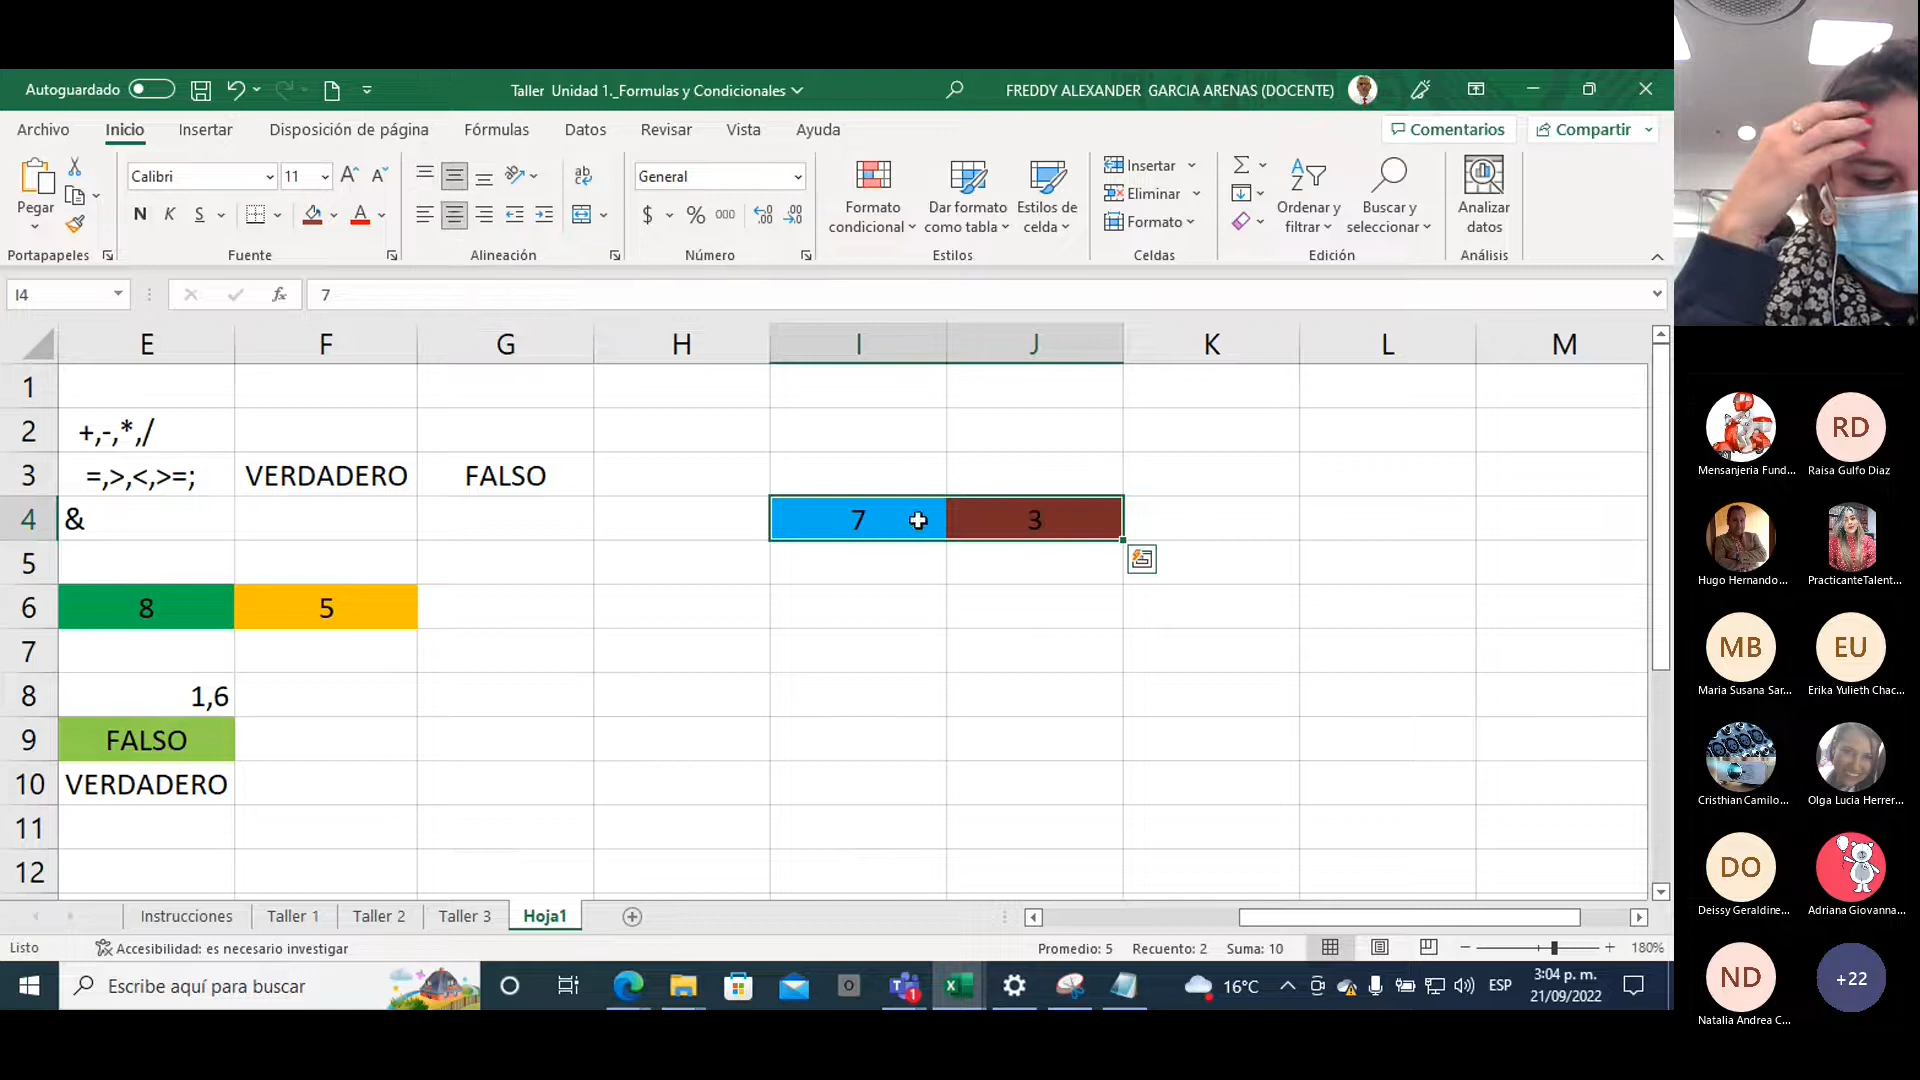 Autoguardado
Taller Unidad 1._Formulas y Condicionales
FREDDY ALEXANDER GARCIA ARENAS (DOCENTE)
Archivo Inicio Insertar Disposición de página Fórmulas Datos Revisar Vista Ayuda
Comentarios Compartir
Pegar
Portapapeles
Calibri 11
N K S
Fuente
ab
Alineación
General
$ % 000
Número
Formato condicional
Dar formato como tabla
Estilos de celda
Estilos
Insertar
Eliminar
Formato
Celdas
Ordenar y filtrar
Buscar y seleccionar
Edición
Analizar datos
Análisis
I4 fx 7
E F G H I J K L M
1
2 +,-,*,/
3 =,>,<,>=; VERDADERO FALSO
4 & 7 3
5
6 8 5
7
8 1,6
9 FALSO
10 VERDADERO
11
12
Instrucciones Taller 1 Taller 2 Taller 3 Hoja1
Listo Accesibilidad: es necesario investigar Promedio: 5 Recuento: 2 Suma: 10 180%
Escribe aquí para buscar
1
16°C ESP 3:04 p. m.
21/09/2022
RD
Mensanjeria Fund... Raisa Gulfo Diaz
Hugo Hernando... PracticanteTalent...
MB EU
Maria Susana Sar... Erika Yulieth Chac...
Cristhian Camilo... Olga Lucia Herrer...
DO
Deissy Geraldine... Adriana Giovanna...
ND +22
Natalia Andrea C...